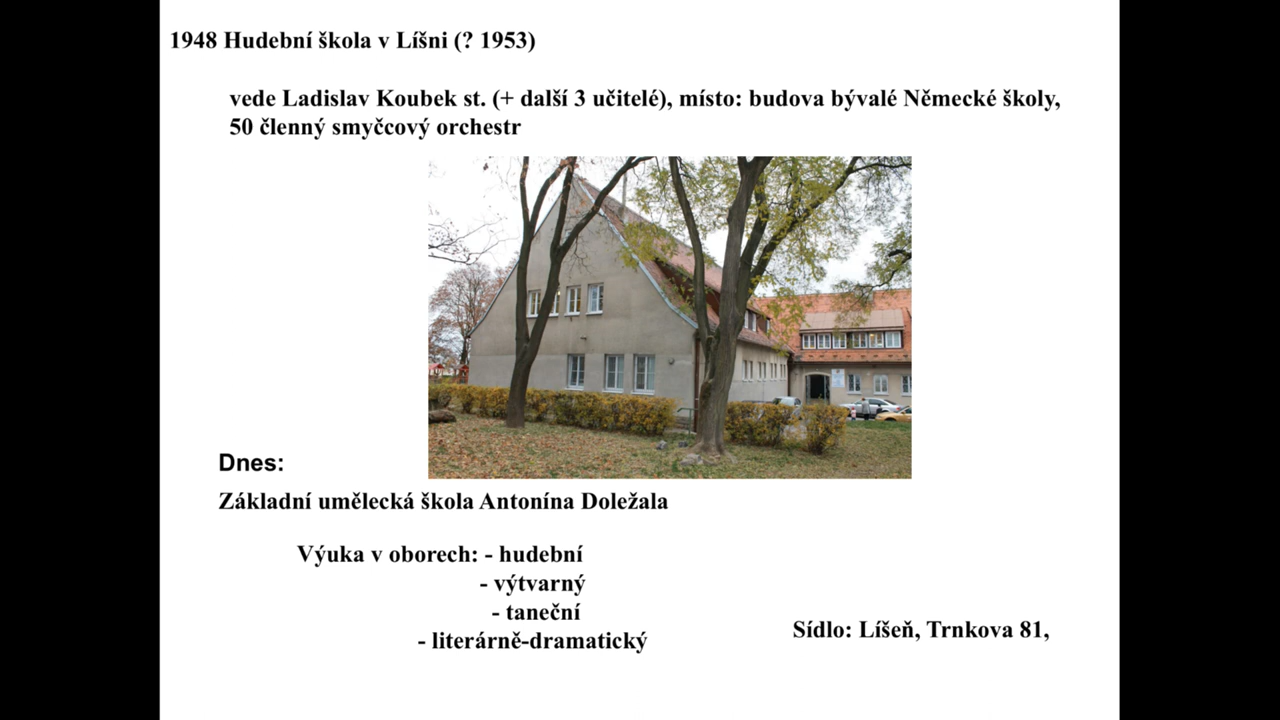 1948 Hudební škola v Líšni (? 1953)
vede Ladislav Koubek st. (+ další 3 učitelé), místo: budova bývalé Německé školy,
50 členný smyčcový orchestr
Dnes:
Základní umělecká škola Antonína Doležala
Výuka v oborech: - hudební
- výtvarný
- taneční
- literárně-dramatický
Sídlo: Líšeň, Trnkova 81,